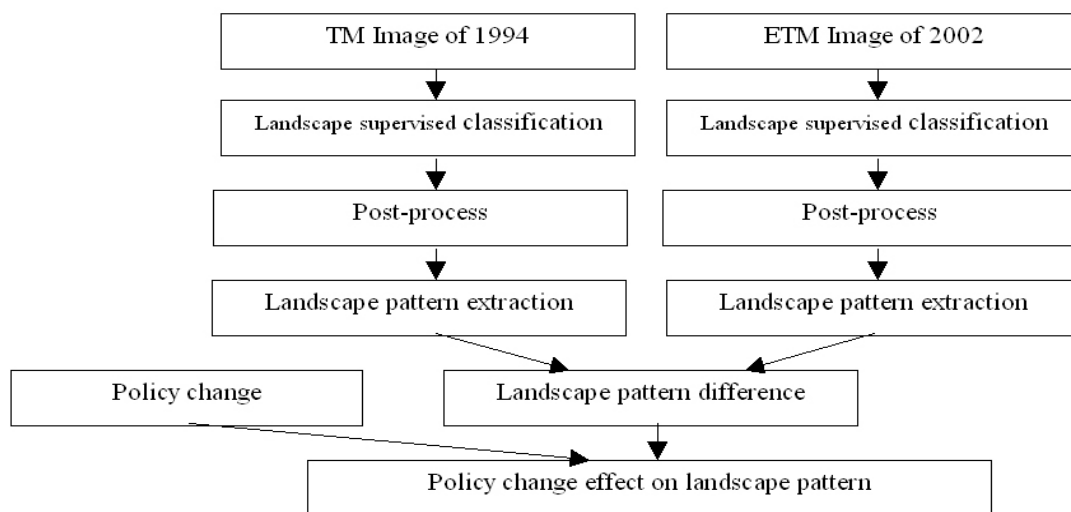 TM Image of 1994
ETM Image of 2002
Landscape supervised classification
Landscape supervised classification
Post-process
Post-process
Landscape pattern extraction
Landscape pattern extraction
Policy change
Landscape pattern difference
Policy change effect on landscape pattern